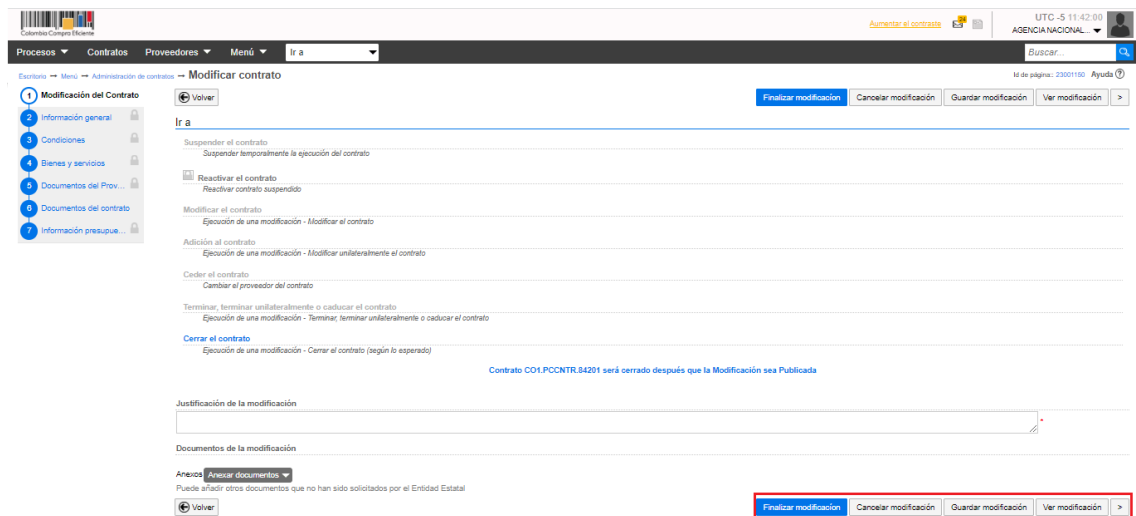 Colombia Compra Eficiente
Aumentar el contraste 24 UTC -5 11:42:00
AGENCIA NACIONAL...
Procesos Contratos Proveedores Menú Ir a Buscar...
Escritorio → Menú → Administración de contratos → Modificar contrato Id de página:: 23001150 Ayuda ?
1 Modificación del Contrato
2 Información general
3 Condiciones
4 Bienes y servicios
5 Documentos del Prov...
6 Documentos del contrato
7 Información presupue...
Volver Finalizar modificación Cancelar modificación Guardar modificación Ver modificación >
Ir a
Suspender el contrato
Suspender temporalmente la ejecución del contrato
Reactivar el contrato
Reactivar contrato suspendido
Modificar el contrato
Ejecución de una modificación - Modificar el contrato
Adición al contrato
Ejecución de una modificación - Modificar unilateralmente el contrato
Ceder el contrato
Cambiar el proveedor del contrato
Terminar, terminar unilateralmente o caducar el contrato
Ejecución de una modificación - Terminar, terminar unilateralmente o caducar el contrato
Cerrar el contrato
Ejecución de una modificación - Cerrar el contrato (según lo esperado)
Contrato CO1.PCCNTR.84201 será cerrado después que la Modificación sea Publicada
Justificación de la modificación
*
Documentos de la modificación
Anexos Anexar documentos
Puede añadir otros documentos que no han sido solicitados por el Entidad Estatal
Volver Finalizar modificación Cancelar modificación Guardar modificación Ver modificación >